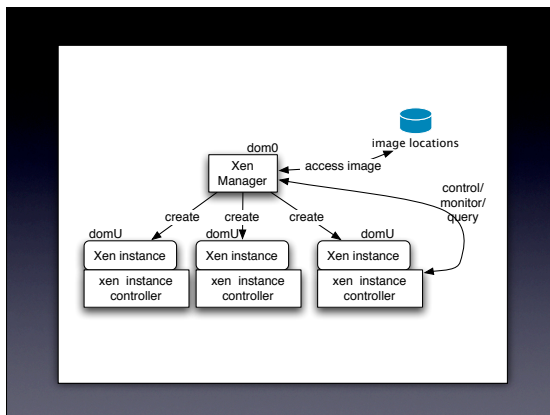 image locations
dom0
Xen
Manager
access image
control/
monitor/
query
create
create
create
domU
domU
domU
Xen instance
Xen instance
Xen instance
xen instance
controller
xen instance
controller
xen instance
controller